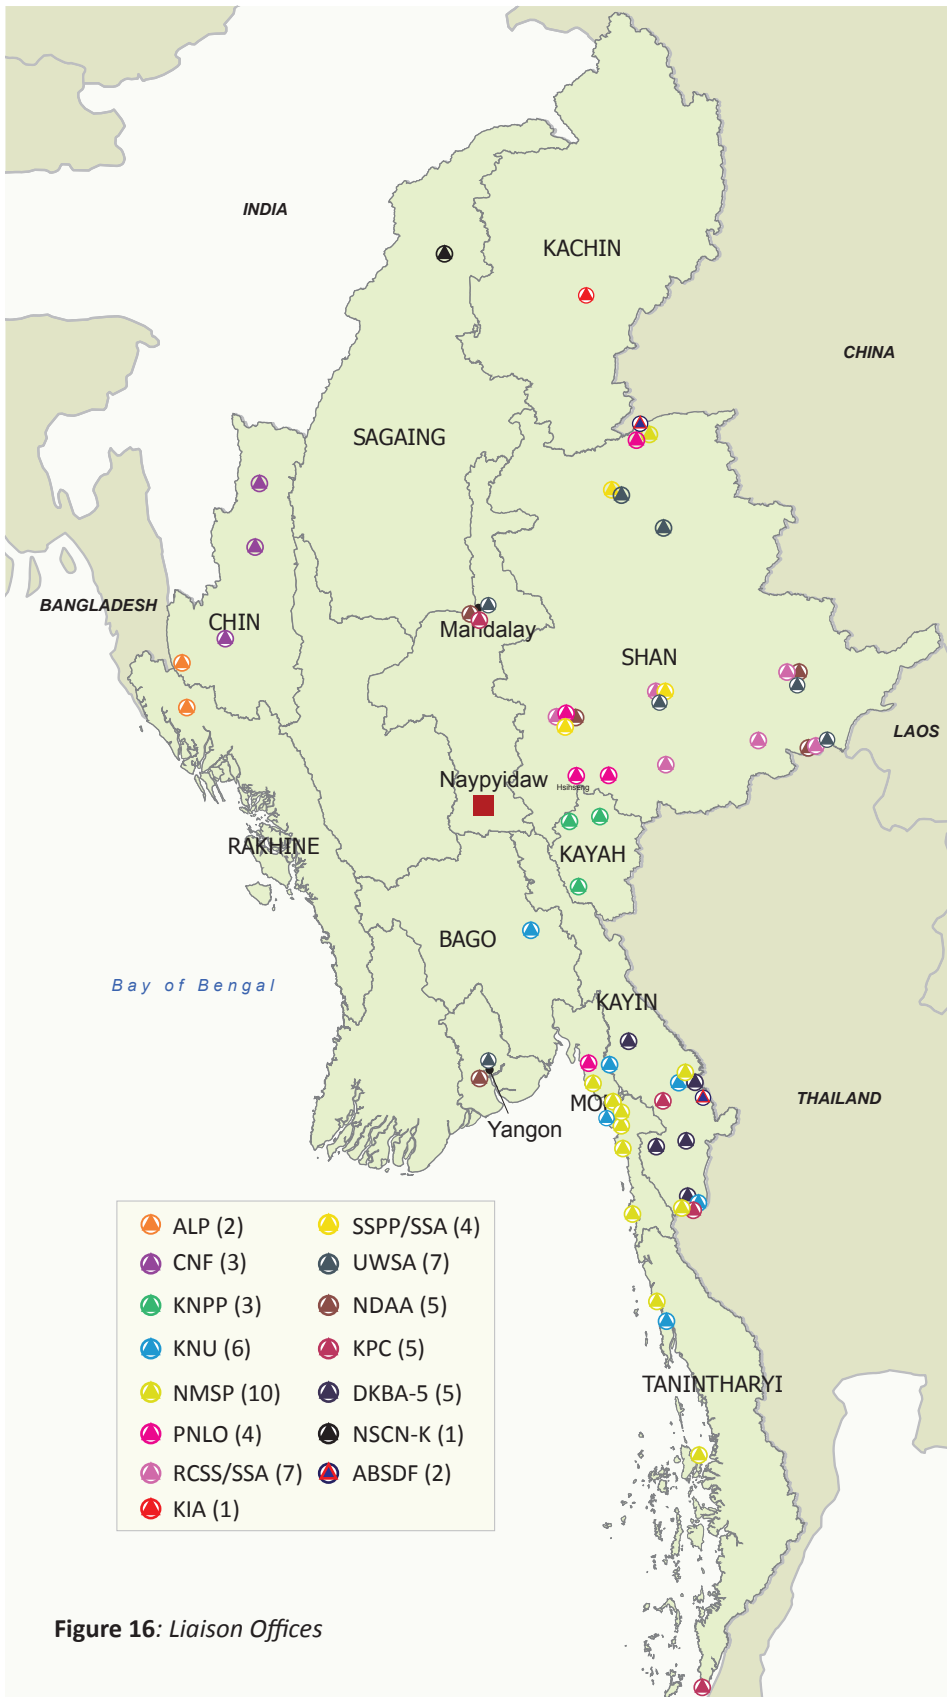 INDIA
KACHIN
CHINA
SAGAING
BANGLADESH
CHIN
Mandalay
SHAN
LAOS
Naypyidaw
Hsihseng
RAKHINE
KAYAH
BAGO
Bay of Bengal
KAYIN
THAILAND
MO
Yangon
ALP (2)
CNF (3)
KNPP (3)
KNU (6)
NMSP (10)
PNLO (4)
RCSS/SSA (7)
KIA (1)
SSPP/SSA (4)
UWSA (7)
NDAA (5)
KPC (5)
DKBA-5 (5)
NSCN-K (1)
ABSDF (2)
TANINTHARYI
Figure 16: Liaison Offices